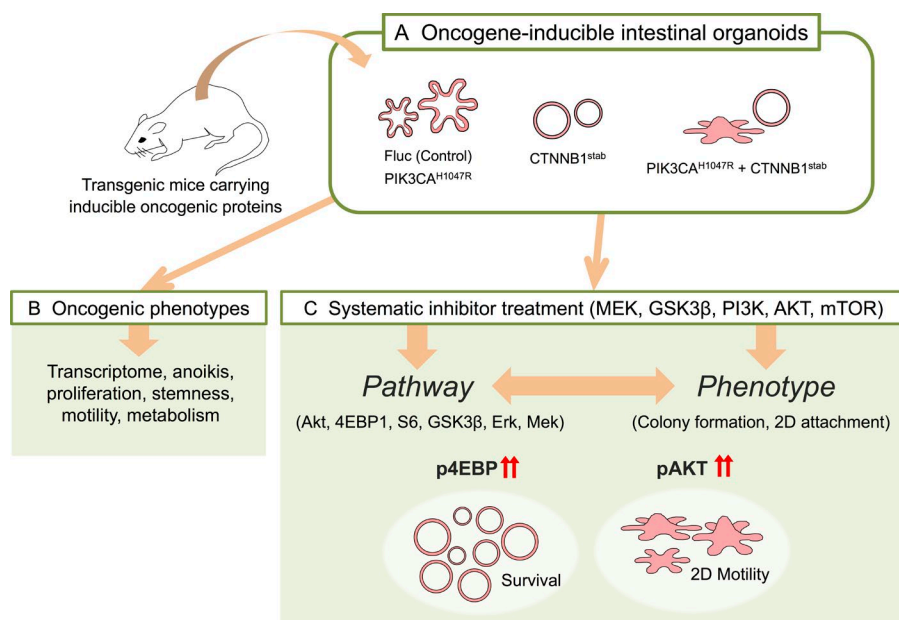 A Oncogene-inducible intestinal organoids
Fluc (Control)
PIK3CAᴴ¹⁰⁴⁷ᴿ
CTNNB1ˢᵗᵃᵇ
PIK3CAᴴ¹⁰⁴⁷ᴿ + CTNNB1ˢᵗᵃᵇ
Transgenic mice carrying
inducible oncogenic proteins
B Oncogenic phenotypes
Transcriptome, anoikis,
proliferation, stemness,
motility, metabolism
C Systematic inhibitor treatment (MEK, GSK3β, PI3K, AKT, mTOR)
Pathway
(Akt, 4EBP1, S6, GSK3β, Erk, Mek)
Phenotype
(Colony formation, 2D attachment)
p4EBP
Survival
pAKT
2D Motility